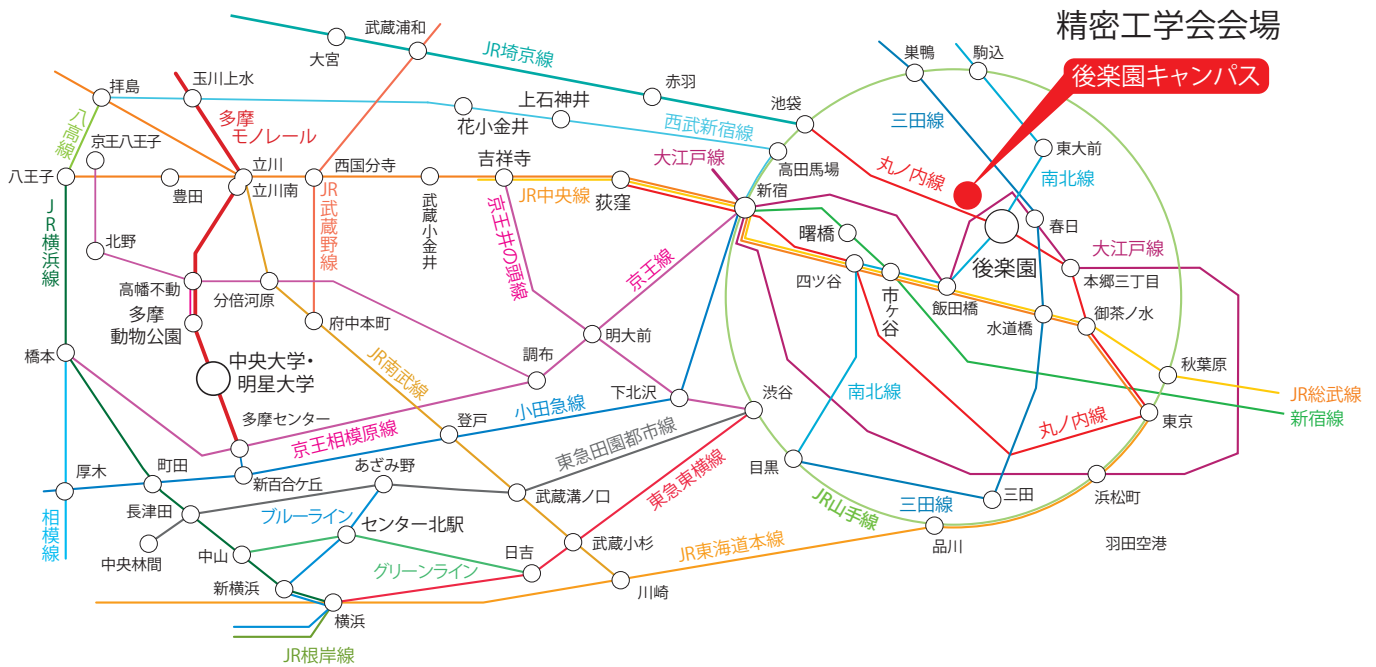 精密工学会会場
後楽園キャンパス
武蔵浦和
大宮
JR埼京線
赤羽
池袋
巣鴨
駒込
拝島
玉川上水
多摩
モノレール
八高線
京王八王子
上石神井
花小金井
西武新宿線
三田線
東大前
南北線
丸ノ内線
大江戸線
高田馬場
八王子
豊田
立川
立川南
西国分寺
武蔵小金井
吉祥寺
JR中央線
荻窪
新宿
春日
大江戸線
後楽園
本郷三丁目
曙橋
四ツ谷
市ヶ谷
飯田橋
水道橋
御茶ノ水
秋葉原
JR総武線
新宿線
東京
JR横浜線
JR武蔵野線
京王井の頭線
京王線
北野
高幡不動
多摩
動物公園
分倍河原
府中本町
明大前
調布
下北沢
渋谷
橋本
中央大学・
明星大学
JR南武線
小田急線
南北線
丸ノ内線
多摩センター
京王相模原線
登戸
東急田園都市線
東急東横線
目黒
三田線
三田
浜松町
JR山手線
品川
羽田空港
厚木
町田
新百合ケ丘
あざみ野
武蔵溝ノ口
相模線
長津田
ブルーライン
センター北駅
中央林間
中山
グリーンライン
日吉
武蔵小杉
JR東海道本線
新横浜
川崎
横浜
JR根岸線